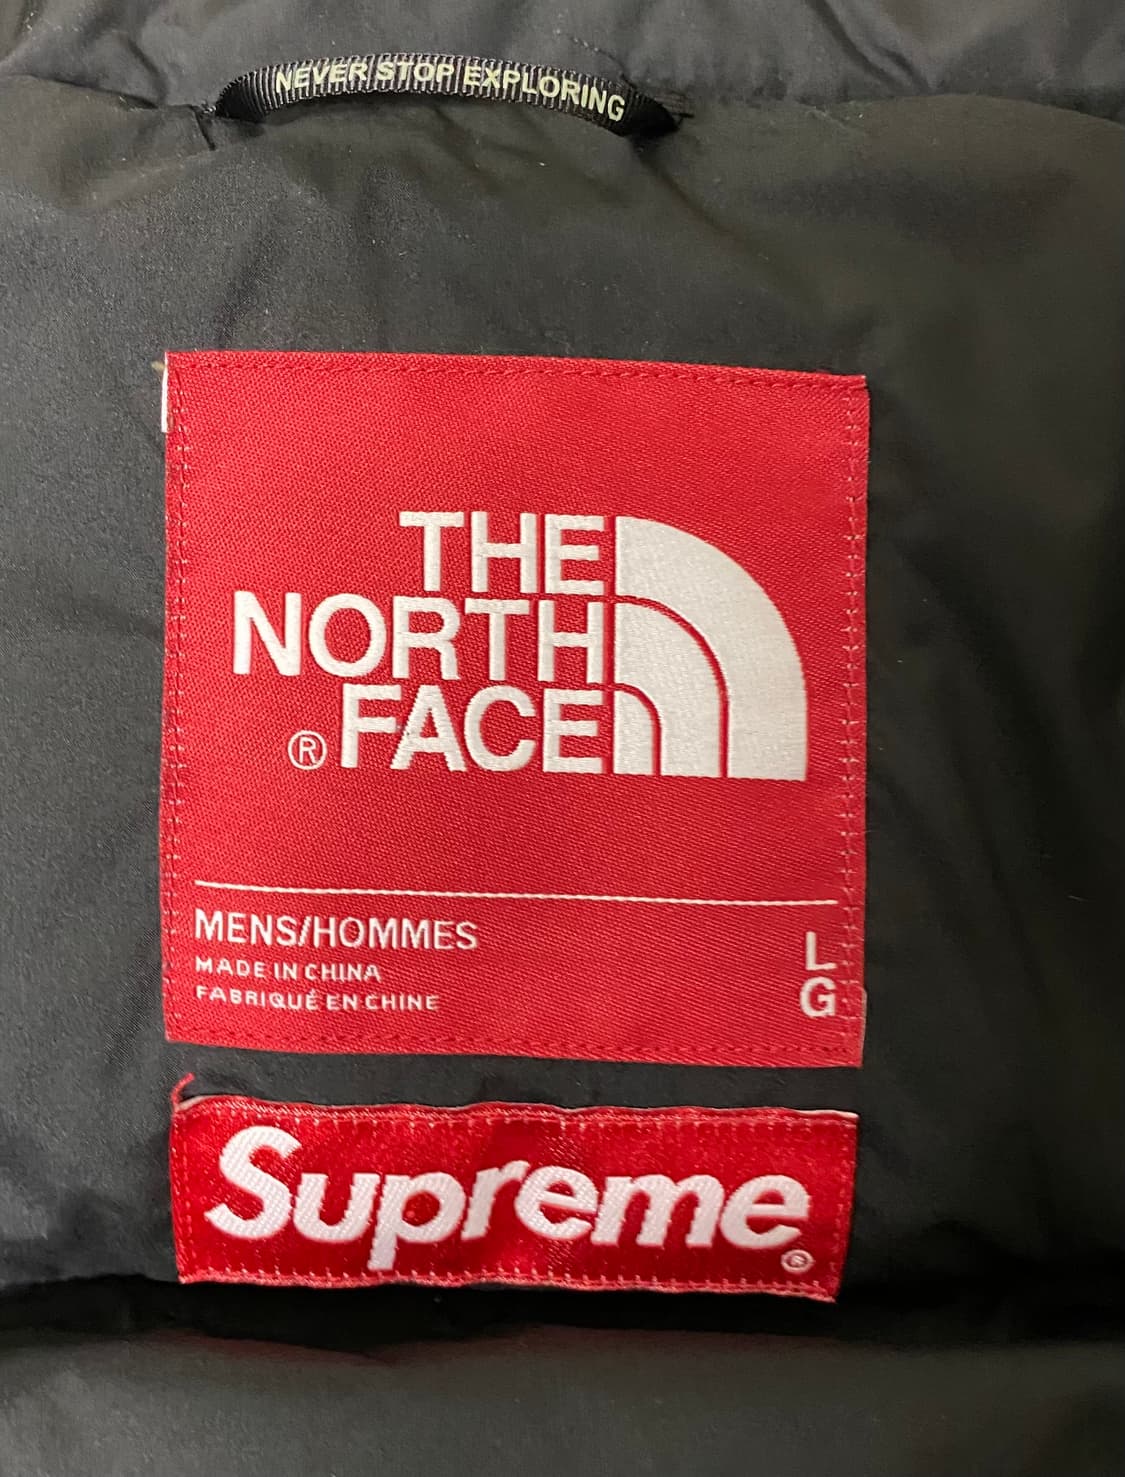 NEVER STOP EXPLORING
THE
NORTH
® FACE
MENS/HOMMES
MADE IN CHINA
FABRIQUÉ EN CHINE
L
G
Supreme
®